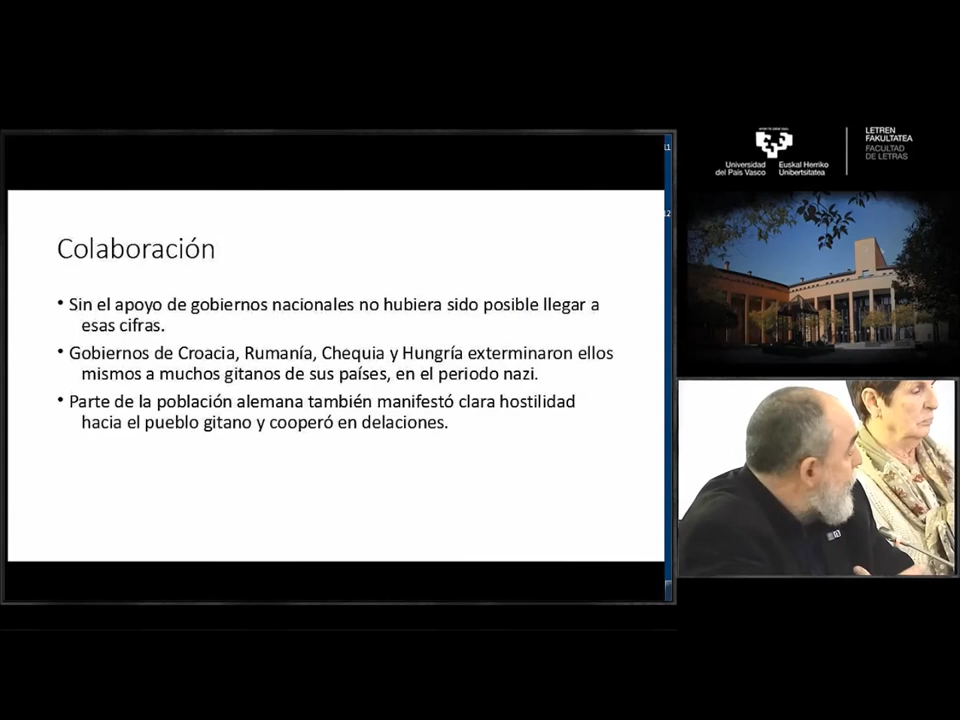 Colaboración
• Sin el apoyo de gobiernos nacionales no hubiera sido posible llegar a
esas cifras.
• Gobiernos de Croacia, Rumanía, Chequia y Hungría exterminaron ellos
mismos a muchos gitanos de sus países, en el periodo nazi.
• Parte de la población alemana también manifestó clara hostilidad
hacia el pueblo gitano y cooperó en delaciones.
11
12
Universidad
del País Vasco
Euskal Herriko
Unibertsitatea
LETREN
FAKULTATEA
FACULTAD
DE LETRAS